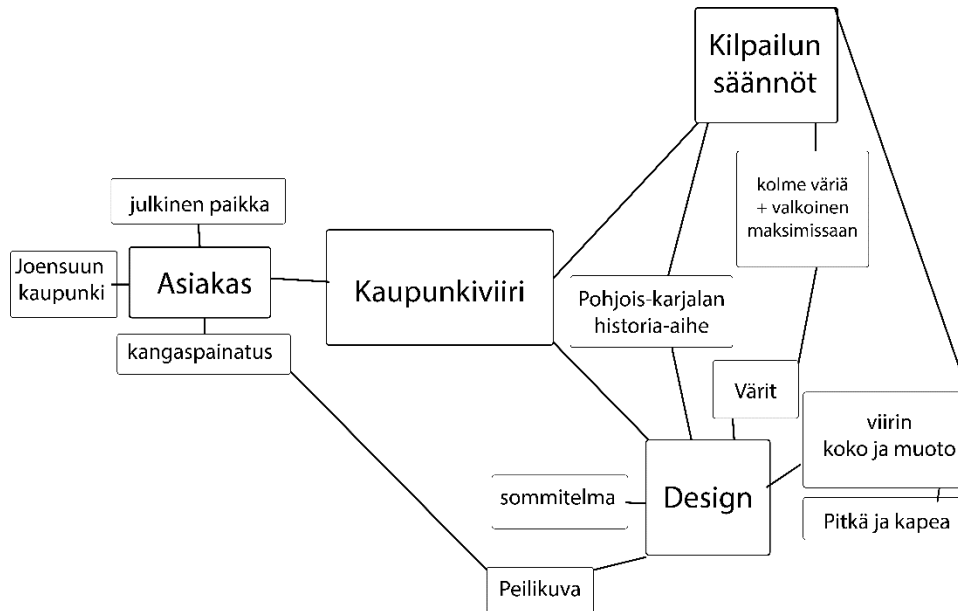 Kilpailun
säännöt
kolme väriä
+ valkoinen
maksimissaan
julkinen paikka
Joensuun
kaupunki
Asiakas
Kaupunkiviiri
Pohjois-karjalan
historia-aihe
kangaspainatus
Värit
viirin
koko ja muoto
sommitelma
Design
Pitkä ja kapea
Peilikuva